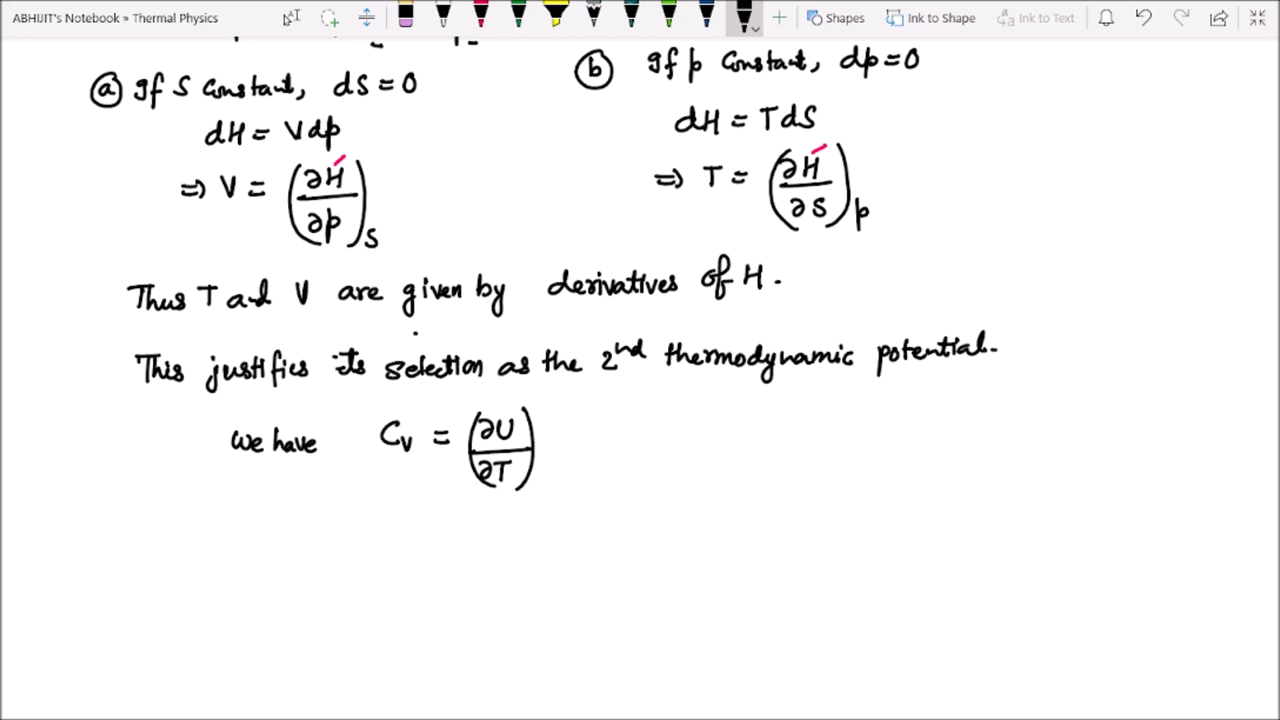 ABHIJIT's Notebook » Thermal Physics
Shapes
Ink to Shape
Ink to Text
ⓐ If S Constant, dS = 0
dH = Vdp
⇒ V = (∂H/∂p)_S
ⓑ If p Constant, dp = 0
dH = TdS
⇒ T = (∂H/∂S)_p
Thus T and V are given by derivatives of H.
This justifies its selection as the 2nd thermodynamic potential.
We have C_V = (∂U/∂T)